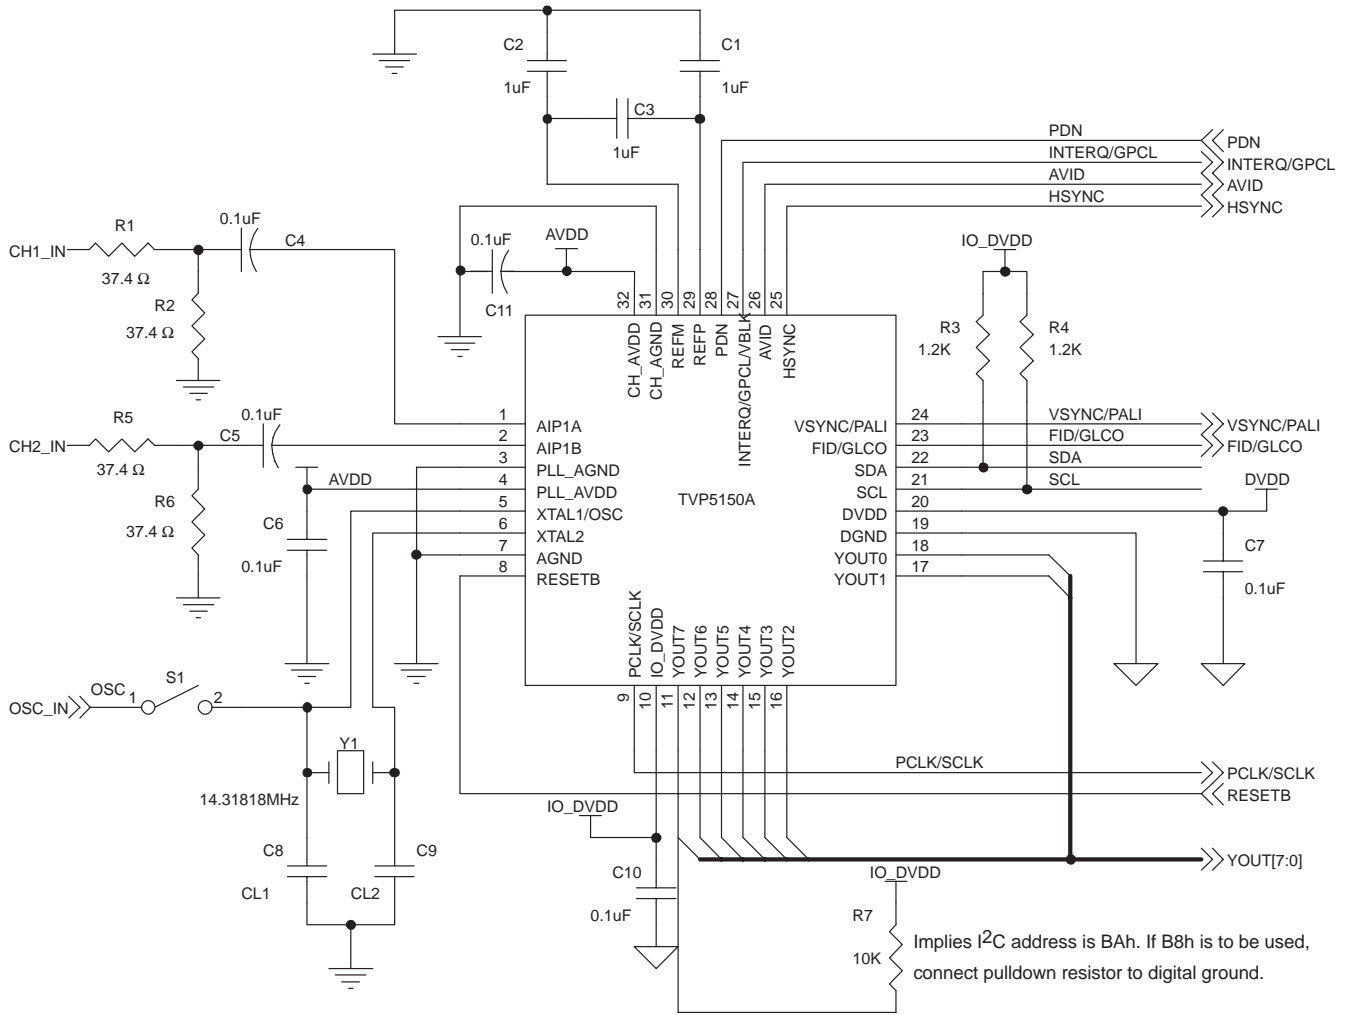 C2
1uF
C1
1uF
C3
1uF
PDN
PDN
INTERQ/GPCL
INTERQ/GPCL
AVID
AVID
HSYNC
HSYNC
CH1_IN
R1
37.4 Ω
0.1uF
C4
R2
37.4 Ω
0.1uF
C11
AVDD
IO_DVDD
R3
1.2K
R4
1.2K
32
31
30
29
28
27
26
25
CH_AVDD
CH_AGND
REFM
REFP
PDN
INTERQ/GPCL/VBLK
AVID
HSYNC
CH2_IN
R5
37.4 Ω
0.1uF
C5
R6
37.4 Ω
AVDD
C6
0.1uF
1
2
3
4
5
6
7
8
AIP1A
AIP1B
PLL_AGND
PLL_AVDD
XTAL1/OSC
XTAL2
AGND
RESETB
TVP5150A
VSYNC/PALI
FID/GLCO
SDA
SCL
DVDD
DGND
YOUT0
YOUT1
24
23
22
21
20
19
18
17
VSYNC/PALI
FID/GLCO
SDA
SCL
VSYNC/PALI
FID/GLCO
DVDD
C7
0.1uF
PCLK/SCLK
IO_DVDD
YOUT7
YOUT6
YOUT5
YOUT4
YOUT3
YOUT2
9
10
11
12
13
14
15
16
OSC_IN
OSC
1
S1
2
Y1
14.31818MHz
C8
CL1
C9
CL2
PCLK/SCLK
PCLK/SCLK
RESETB
IO_DVDD
C10
0.1uF
YOUT[7:0]
IO_DVDD
R7
10K
Implies I2C address is BAh. If B8h is to be used,
connect pulldown resistor to digital ground.